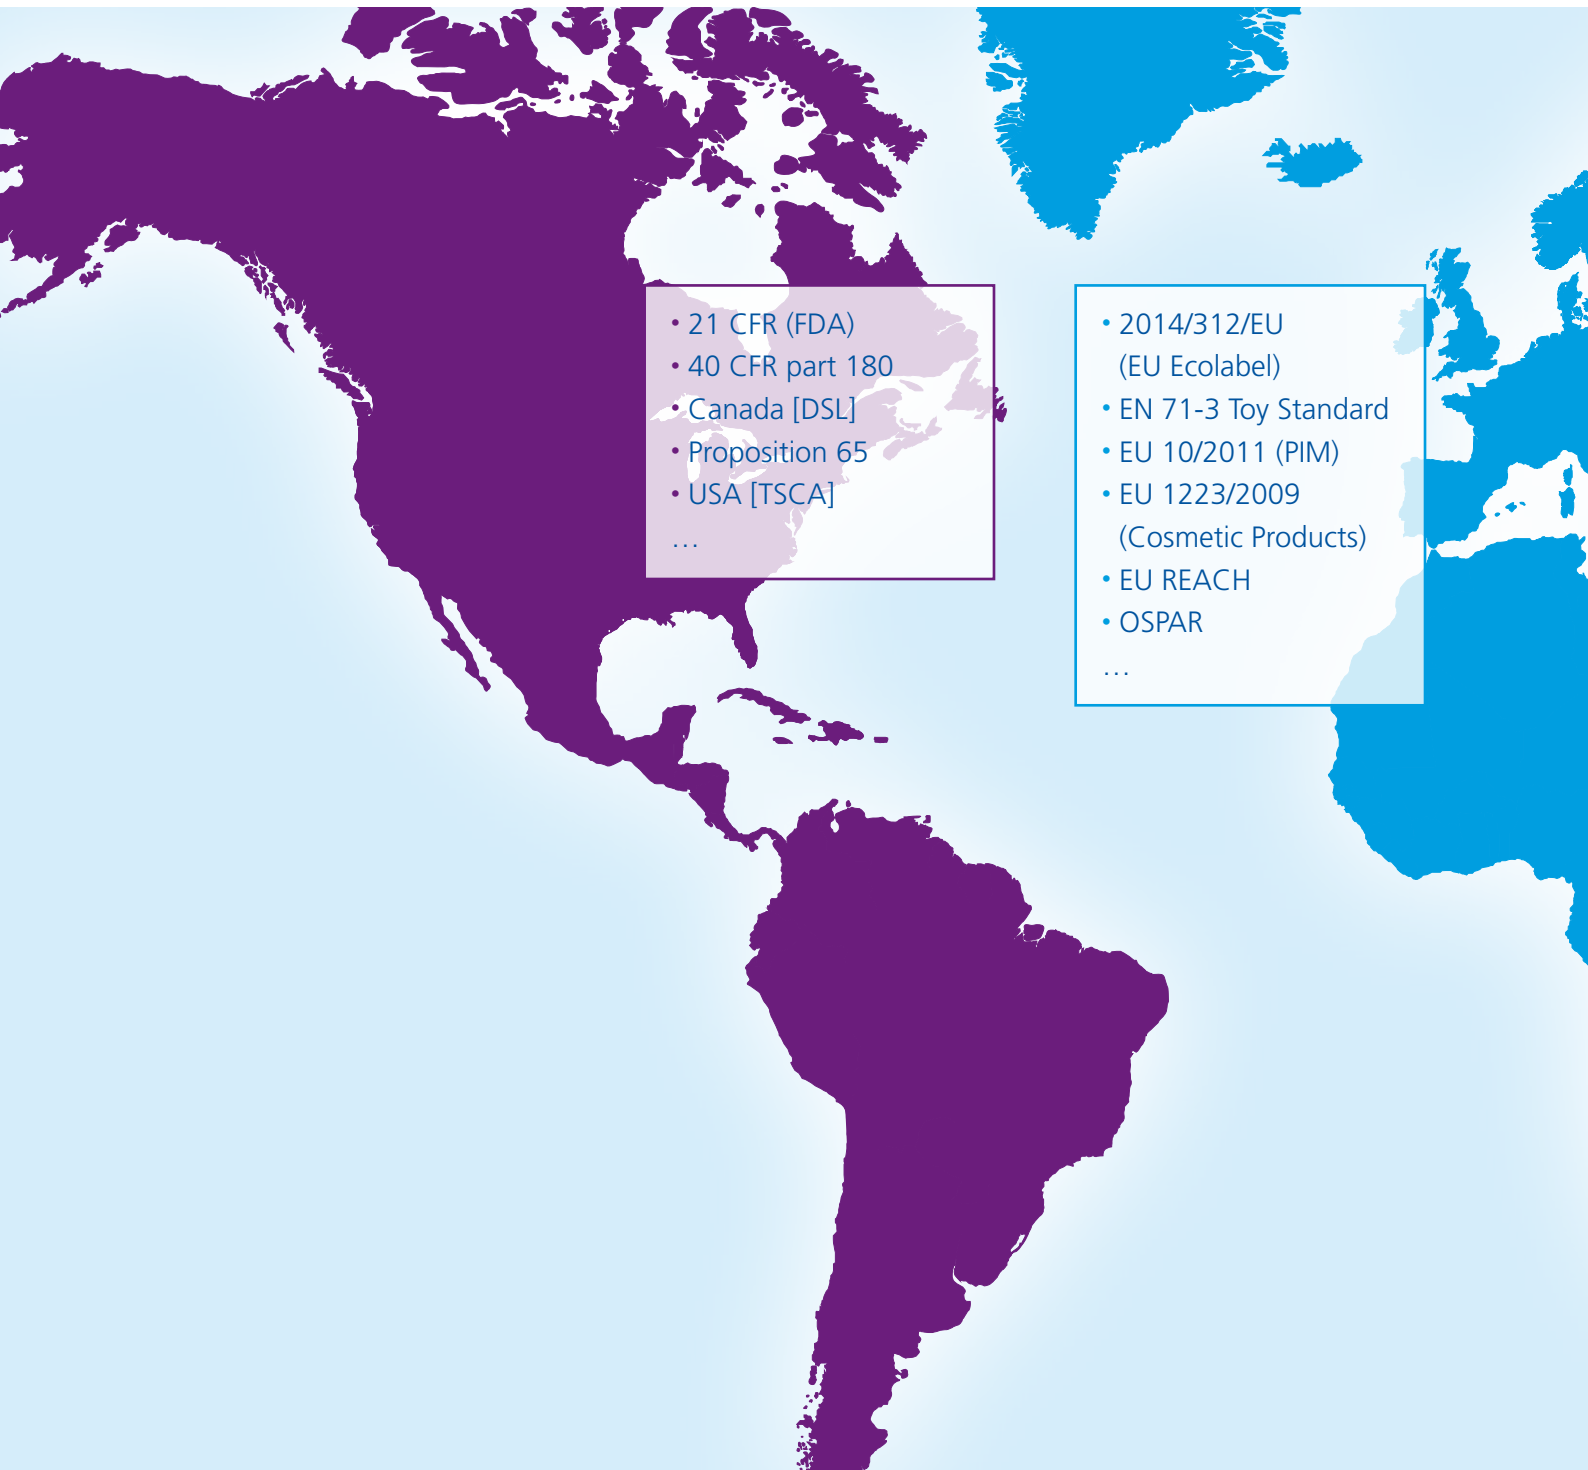 • 21 CFR (FDA)
• 40 CFR part 180
• Canada [DSL]
• Proposition 65
• USA [TSCA]
...
• 2014/312/EU
(EU Ecolabel)
• EN 71-3 Toy Standard
• EU 10/2011 (PIM)
• EU 1223/2009
(Cosmetic Products)
• EU REACH
• OSPAR
...